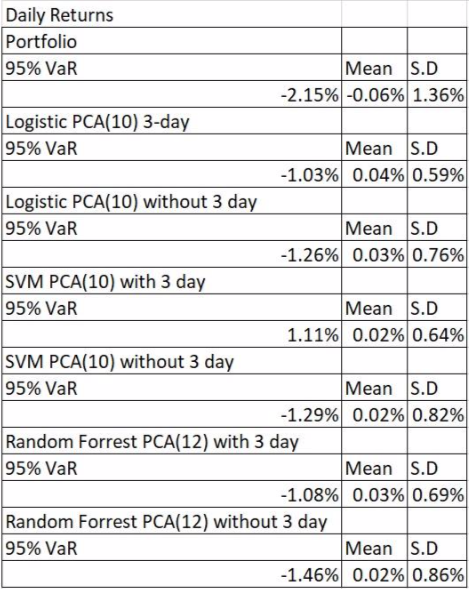 Daily Returns
Portfolio
95% VaR Mean S.D
-2.15% -0.06% 1.36%
Logistic PCA(10) 3-day
95% VaR Mean S.D
-1.03% 0.04% 0.59%
Logistic PCA(10) without 3 day
95% VaR Mean S.D
-1.26% 0.03% 0.76%
SVM PCA(10) with 3 day
95% VaR Mean S.D
1.11% 0.02% 0.64%
SVM PCA(10) without 3 day
95% VaR Mean S.D
-1.29% 0.02% 0.82%
Random Forrest PCA(12) with 3 day
95% VaR Mean S.D
-1.08% 0.03% 0.69%
Random Forrest PCA(12) without 3 day
95% VaR Mean S.D
-1.46% 0.02% 0.86%